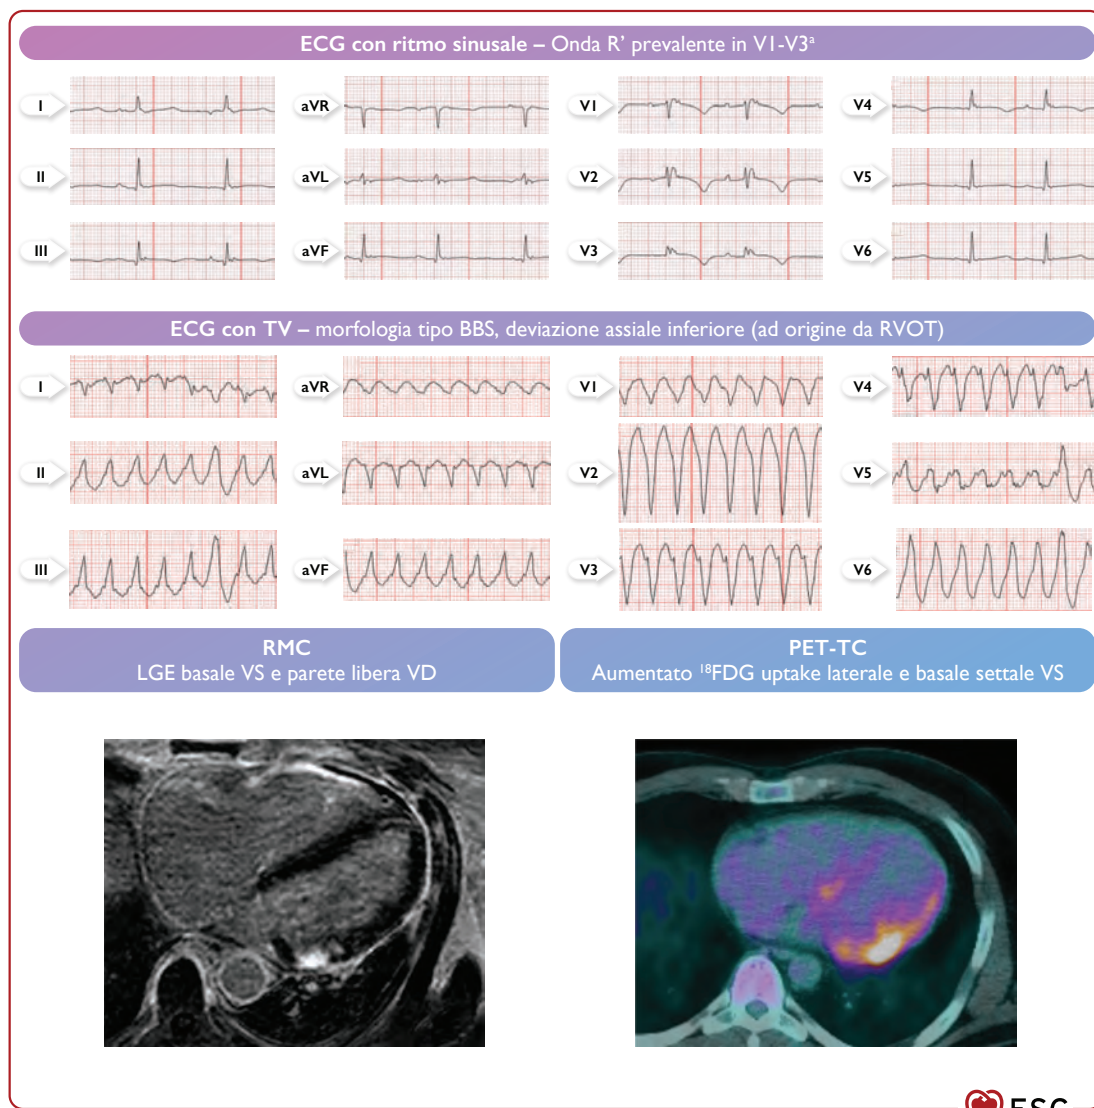 ECG con ritmo sinusale – Onda R’ prevalente in V1-V3ᵃ
I
aVR
V1
V4
II
aVL
V2
V5
III
aVF
V3
V6
ECG con TV – morfologia tipo BBS, deviazione assiale inferiore (ad origine da RVOT)
I
aVR
V1
V4
II
aVL
V2
V5
III
aVF
V3
V6
RMC
LGE basale VS e parete libera VD
PET-TC
Aumentato ¹⁸FDG uptake laterale e basale settale VS
ESC